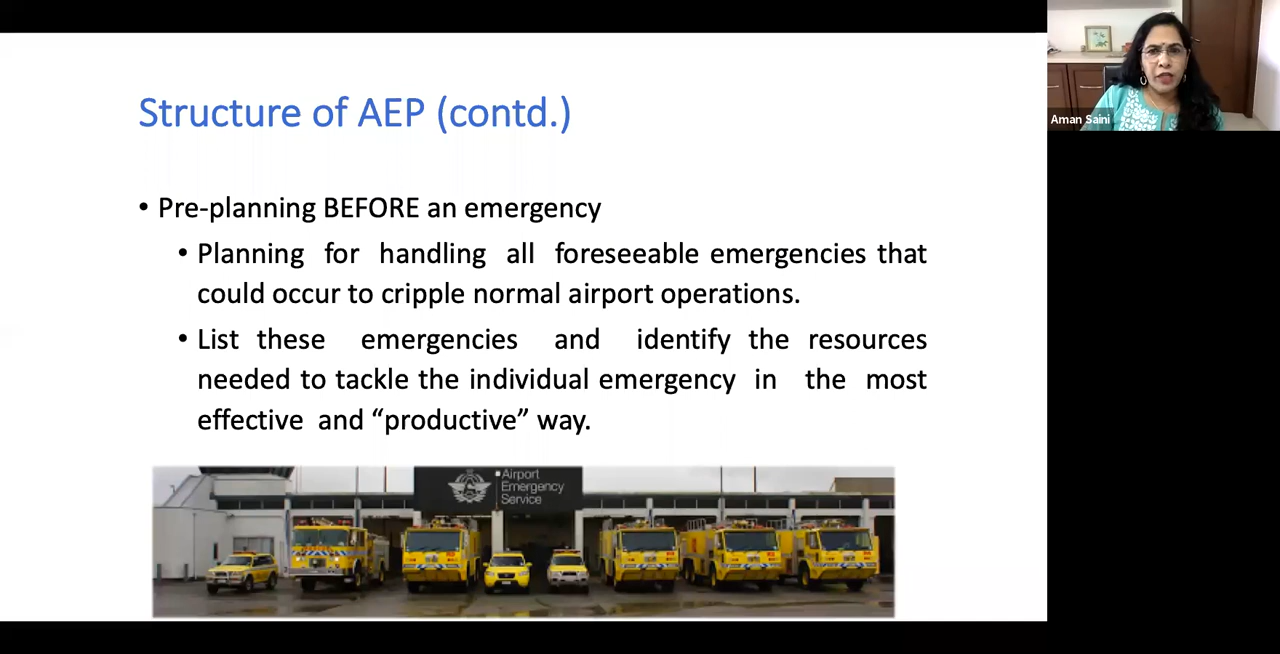 Structure of AEP (contd.)
• Pre-planning BEFORE an emergency
• Planning for handling all foreseeable emergencies that
could occur to cripple normal airport operations.
• List these emergencies and identify the resources
needed to tackle the individual emergency in the most
effective and “productive” way.
Airport
Emergency
Service
Aman Saini